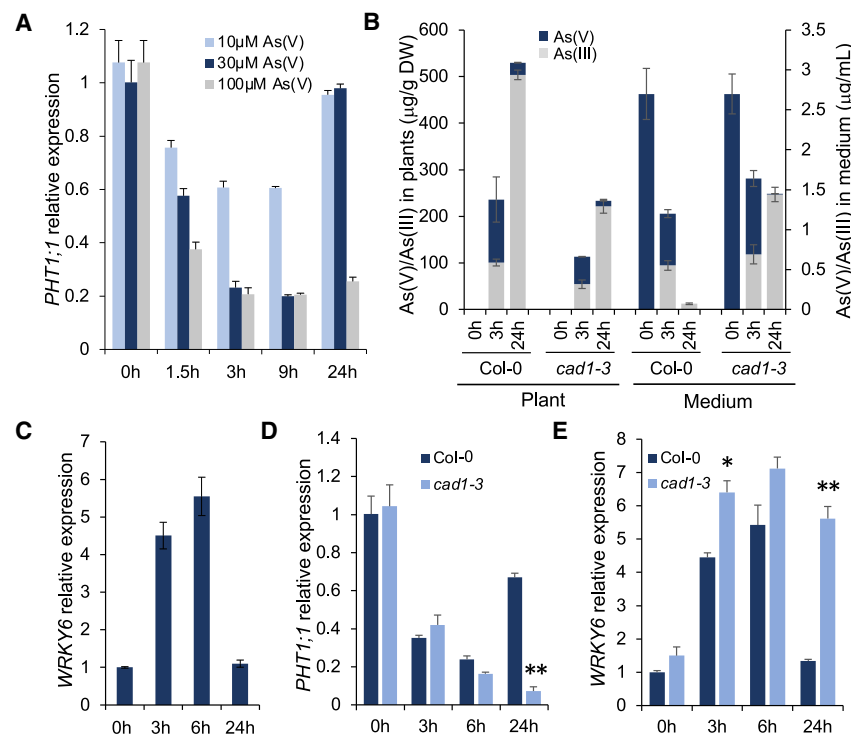 A
PHT1;1 relative expression
1.2
1
0.8
0.6
0.4
0.2
0
10μM As(V)
30μM As(V)
100μM As(V)
0h 1.5h 3h 9h 24h
B
As(V)/As(III) in plants (μg/g DW)
600
500
400
300
200
100
0
As(V)
As(III)
3.5
3
2.5
2
1.5
1
0.5
0
As(V)/As(III) in medium (μg/mL)
0h 3h 24h 0h 3h 24h 0h 3h 24h 0h 3h 24h
Col-0 cad1-3 Col-0 cad1-3
Plant Medium
C
WRKY6 relative expression
7
6
5
4
3
2
1
0
0h 3h 6h 24h
D
PHT1;1 relative expression
1.4
1.2
1
0.8
0.6
0.4
0.2
0
Col-0
cad1-3
**
0h 3h 6h 24h
E
WRKY6 relative expression
8
7
6
5
4
3
2
1
0
Col-0
cad1-3
*
**
0h 3h 6h 24h